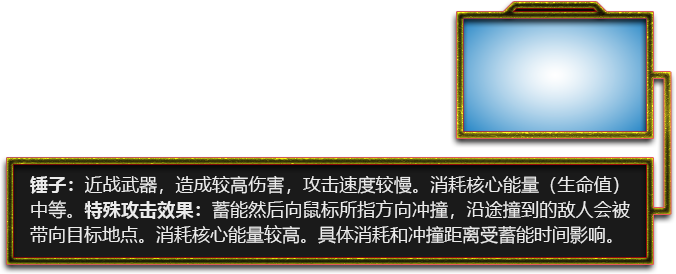 锤子：近战武器，造成较高伤害，攻击速度较慢。消耗核心能量（生命值）
中等。特殊攻击效果：蓄能然后向鼠标所指方向冲撞，沿途撞到的敌人会被
带向目标地点。消耗核心能量较高。具体消耗和冲撞距离受蓄能时间影响。